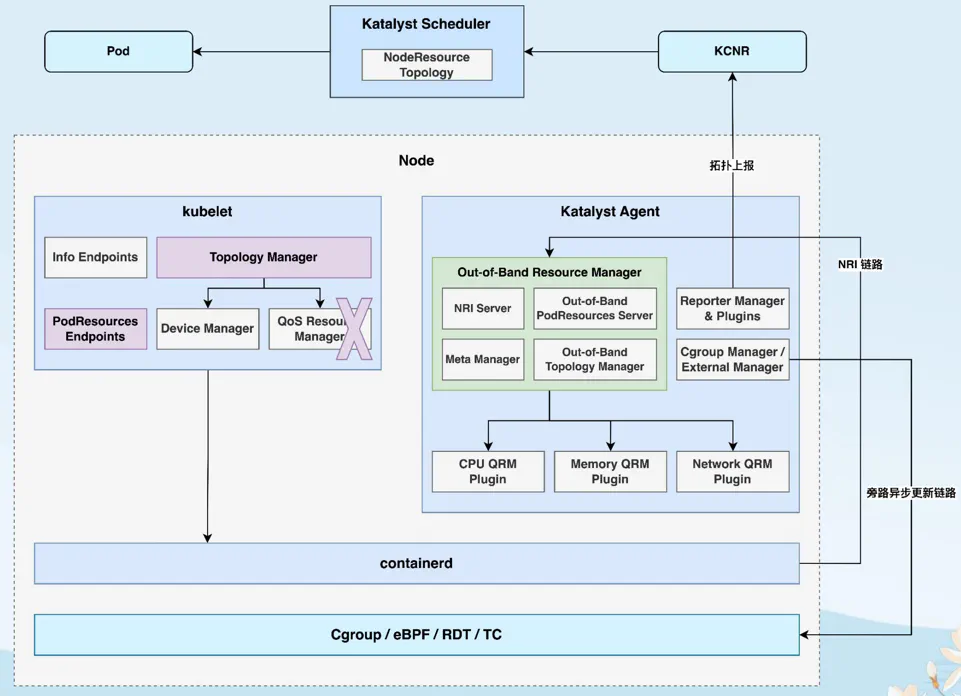 Katalyst Scheduler
NodeResource
Topology
Pod
KCNR
Node
拓扑上报
kubelet
Info Endpoints
Topology Manager
PodResources
Endpoints
Device Manager
QoS Resou
Manager
Katalyst Agent
NRI 链路
Out-of-Band Resource Manager
NRI Server
Out-of-Band
PodResources Server
Meta Manager
Out-of-Band
Topology Manager
Reporter Manager
& Plugins
Cgroup Manager /
External Manager
CPU QRM
Plugin
Memory QRM
Plugin
Network QRM
Plugin
旁路异步更新链路
containerd
Cgroup / eBPF / RDT / TC